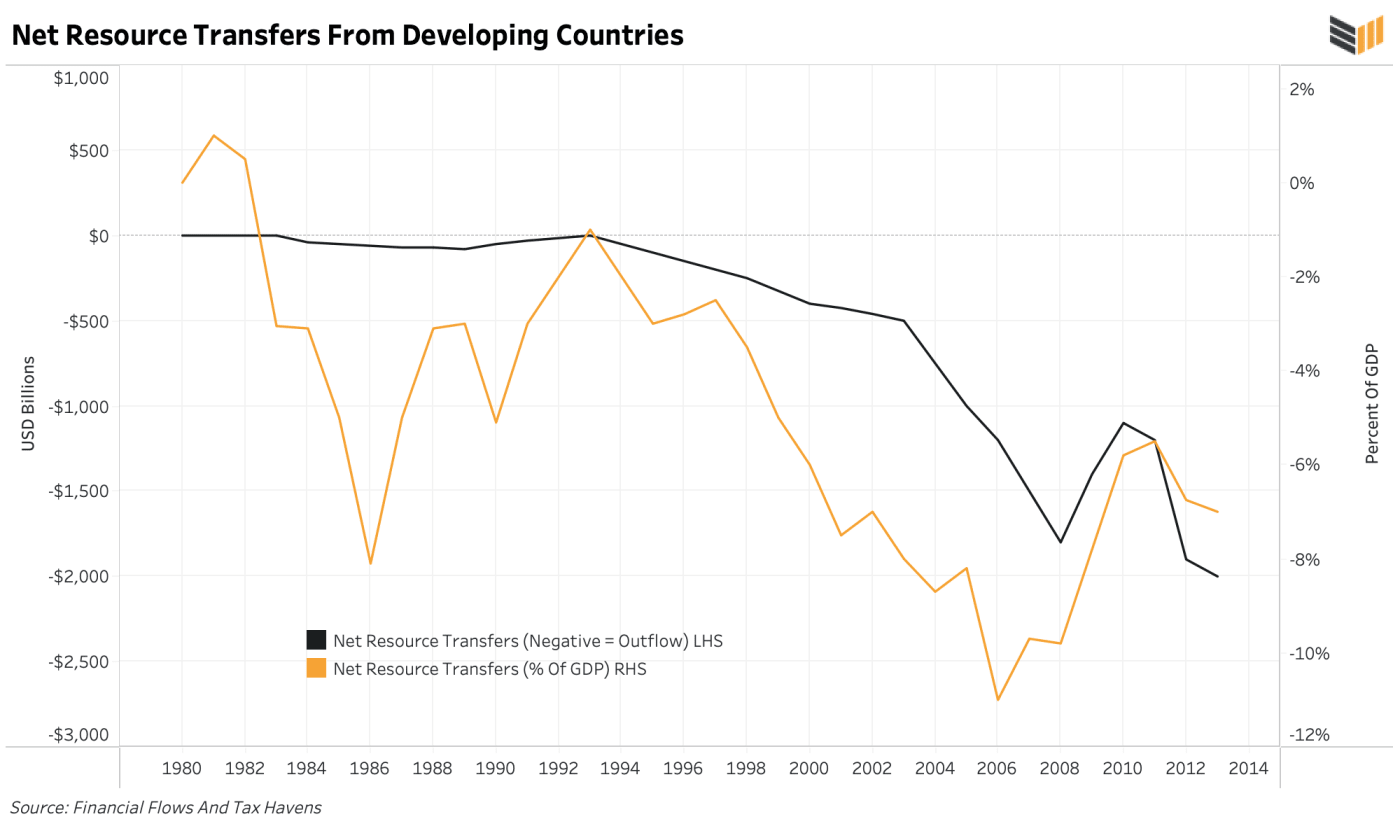 Net Resource Transfers From Developing Countries
$1,000
$500
$0
-$500
-$1,000
-$1,500
-$2,000
-$2,500
-$3,000
USD Billions
2%
0%
-2%
-4%
-6%
-8%
-10%
-12%
Percent Of GDP
Net Resource Transfers (Negative = Outflow) LHS
Net Resource Transfers (% Of GDP) RHS
1980 1982 1984 1986 1988 1990 1992 1994 1996 1998 2000 2002 2004 2006 2008 2010 2012 2014
Source: Financial Flows And Tax Havens